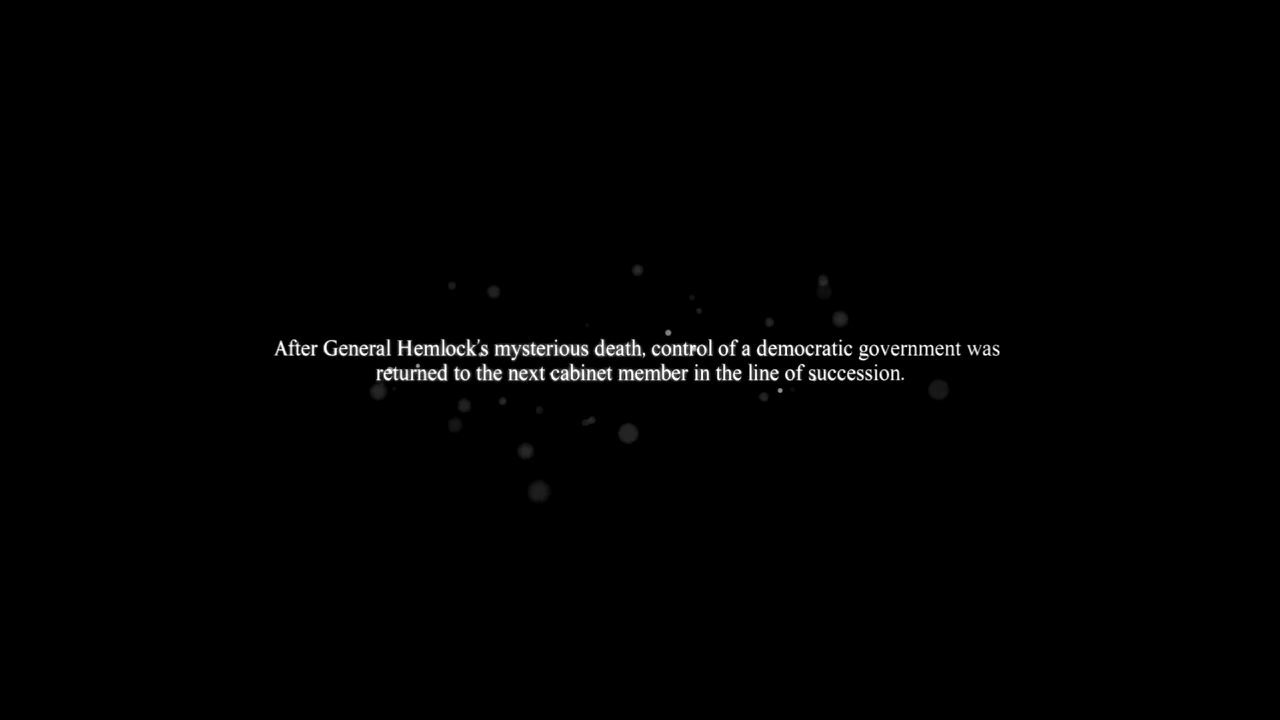 After General Hemlock's mysterious death, control of a democratic government was
returned to the next cabinet member in the line of succession.